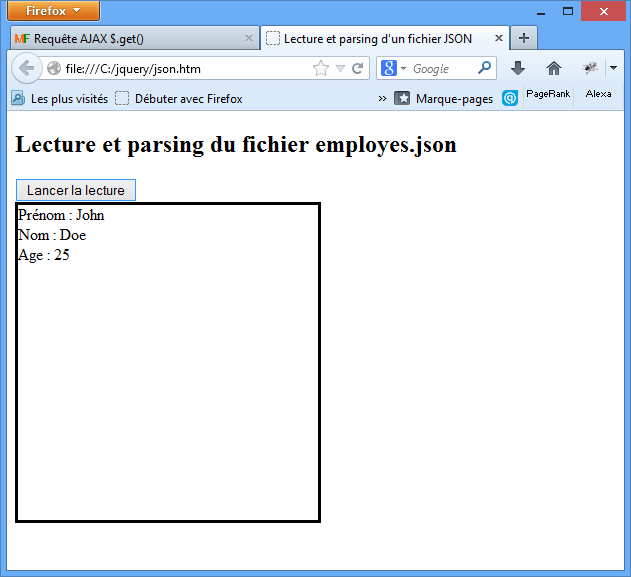 Firefox
MF Requête AJAX $.get()
Lecture et parsing d'un fichier JSON
file:///C:/jquery/json.htm
Google
Les plus visités
Débuter avec Firefox
»
Marque-pages
PageRank
Alexa
Lecture et parsing du fichier employes.json
Lancer la lecture
Prénom : John
Nom : Doe
Age : 25